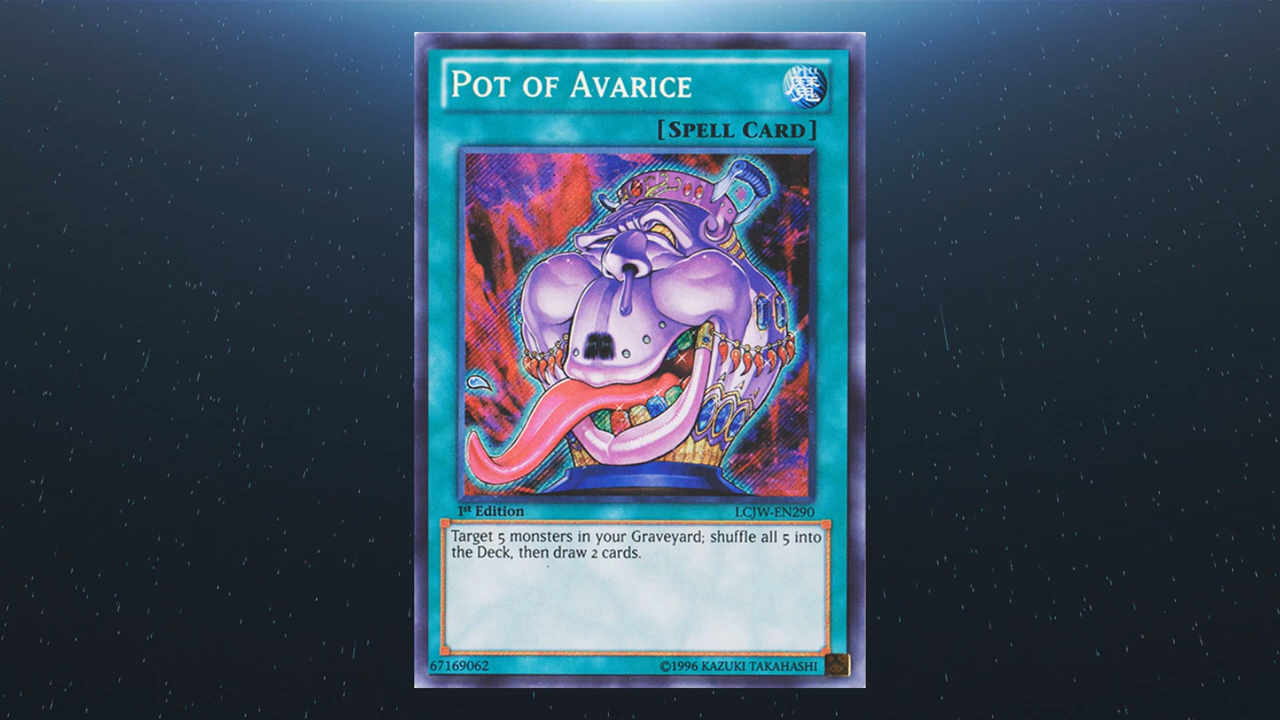 Pot of Avarice
魔
[Spell Card]
1st Edition
LCJW-EN290
Target 5 monsters in your Graveyard; shuffle all 5 into
the Deck, then draw 2 cards.
67169062
©1996 KAZUKI TAKAHASHI